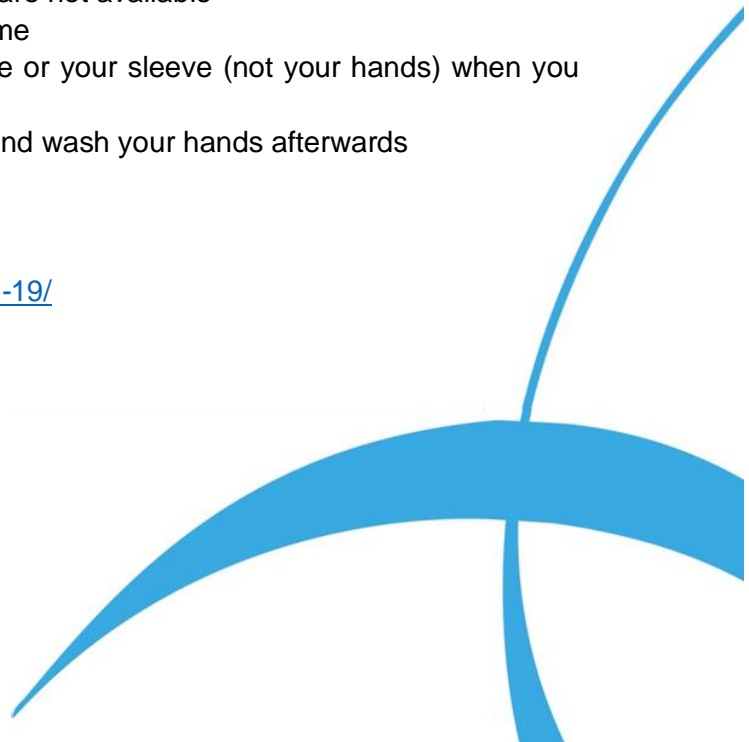 are not available
me
e or your sleeve (not your hands) when you
nd wash your hands afterwards
-19/